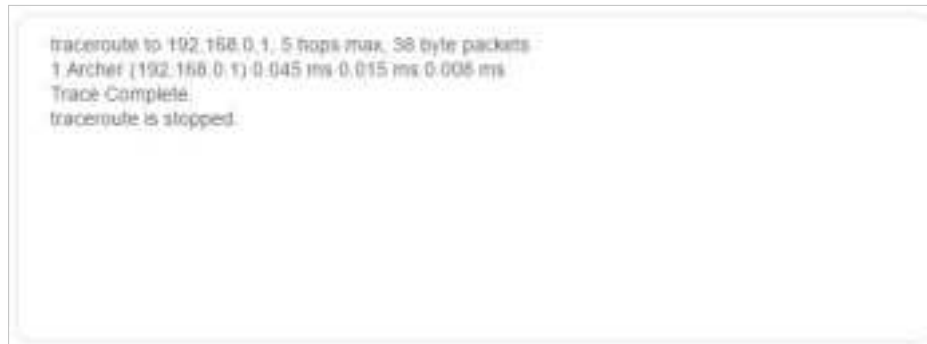 traceroute to 192.168.0.1, 5 hops max, 38 byte packets
1 Archer (192.168.0.1) 0.045 ms 0.015 ms 0.008 ms
Trace Complete.
traceroute is stopped.